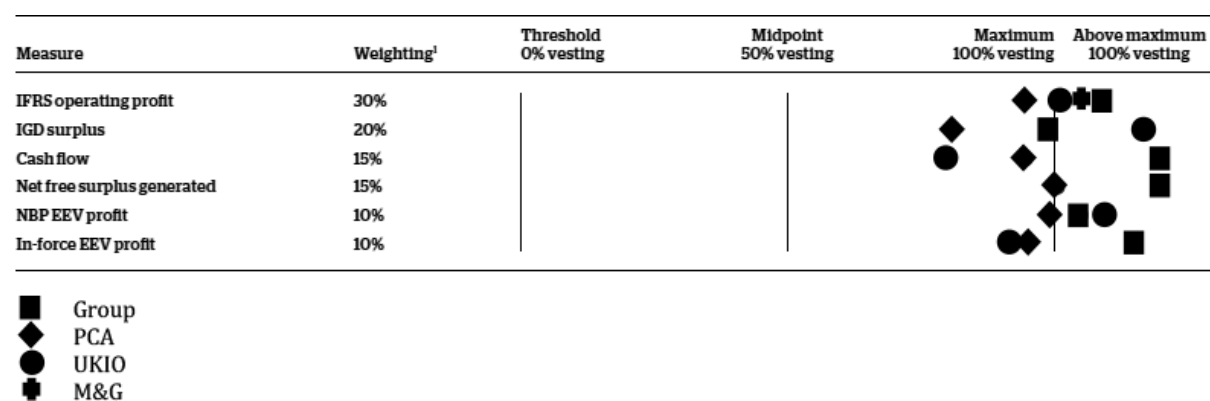 Measure Weighting¹ Threshold 0% vesting Midpoint 50% vesting Maximum 100% vesting Above maximum 100% vesting
IFRS operating profit 30%
IGD surplus 20%
Cash flow 15%
Net free surplus generated 15%
NBP EEV profit 10%
In-force EEV profit 10%
Group
PCA
UKIO
M&G